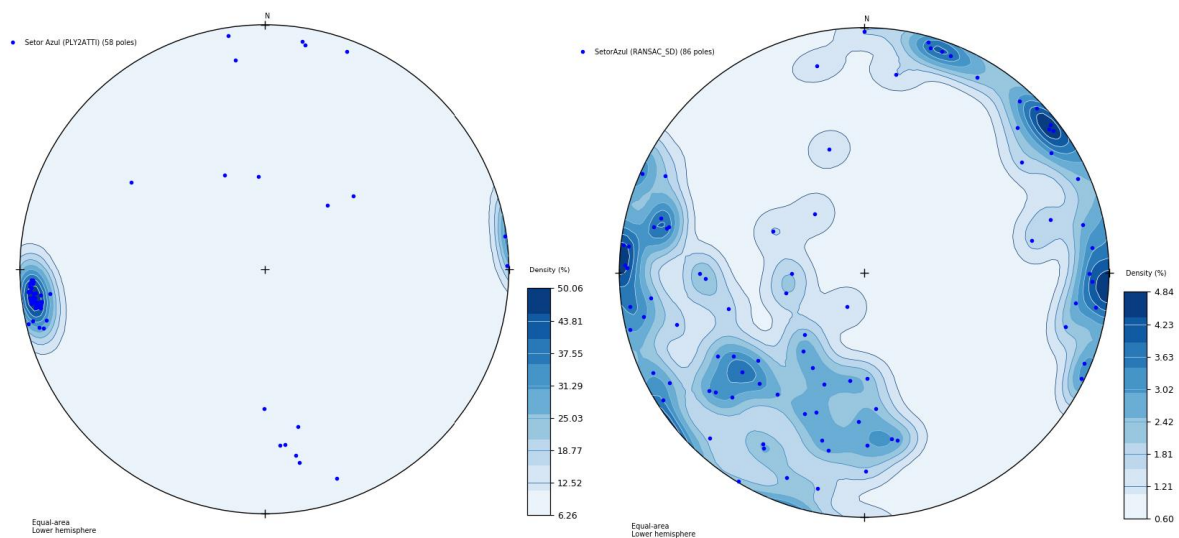 N
Setor Azul (PLY2ATTI) (58 poles)
Density (%)
50.06
43.81
37.55
31.29
25.03
18.77
12.52
6.26
Equal-area
Lower hemisphere
N
SetorAzul (RANSAC_SD) (86 poles)
Density (%)
4.84
4.23
3.63
3.02
2.42
1.81
1.21
0.60
Equal-area
Lower hemisphere